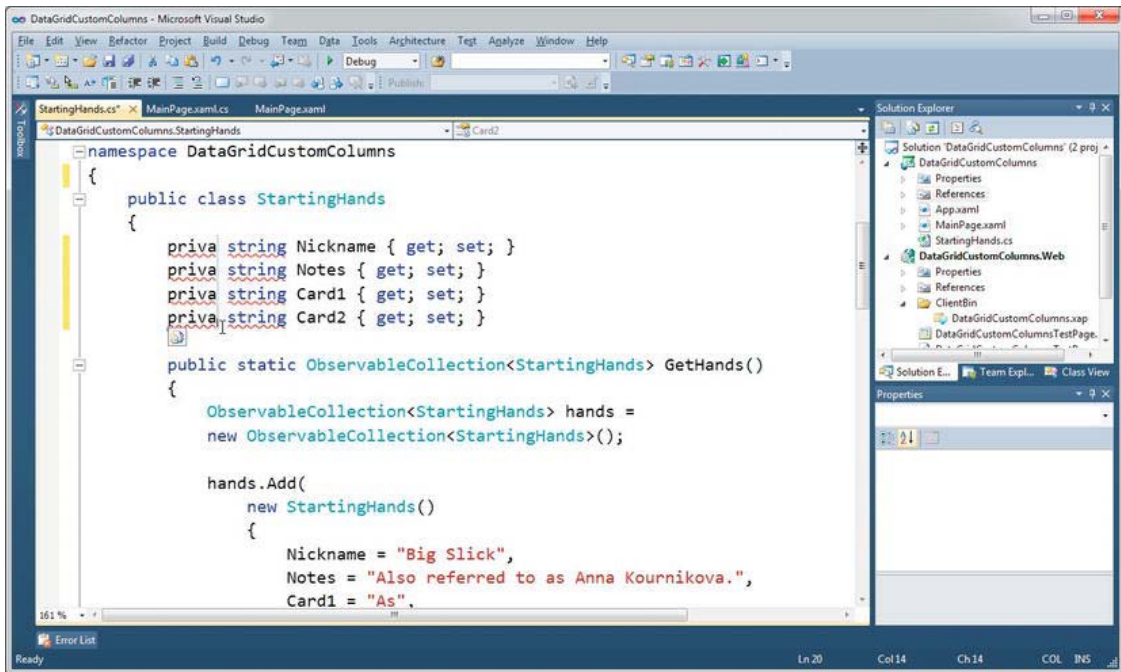 DataGridCustomColumns - Microsoft Visual Studio
File Edit View Refactor Project Build Debug Team Data Tools Architecture Test Analyze Window Help
Debug
Publish:
StartingHands.cs* MainPage.xaml.cs MainPage.xaml
DataGridCustomColumns.StartingHands Card2
Toolbox
namespace DataGridCustomColumns
{
public class StartingHands
{
priva string Nickname { get; set; }
priva string Notes { get; set; }
priva string Card1 { get; set; }
priva string Card2 { get; set; }
public static ObservableCollection<StartingHands> GetHands()
{
ObservableCollection<StartingHands> hands =
new ObservableCollection<StartingHands>();
hands.Add(
new StartingHands()
{
Nickname = "Big Slick",
Notes = "Also referred to as Anna Kournikova.",
Card1 = "As",
161 %
Solution Explorer
Solution 'DataGridCustomColumns' (2 proj
DataGridCustomColumns
Properties
References
App.xaml
MainPage.xaml
StartingHands.cs
DataGridCustomColumns.Web
Properties
References
ClientBin
DataGridCustomColumns.xap
DataGridCustomColumnsTestPage.
Solution E... Team Expl... Class View
Properties
Error List
Ready Ln 20 Col 14 Ch 14 COL INS